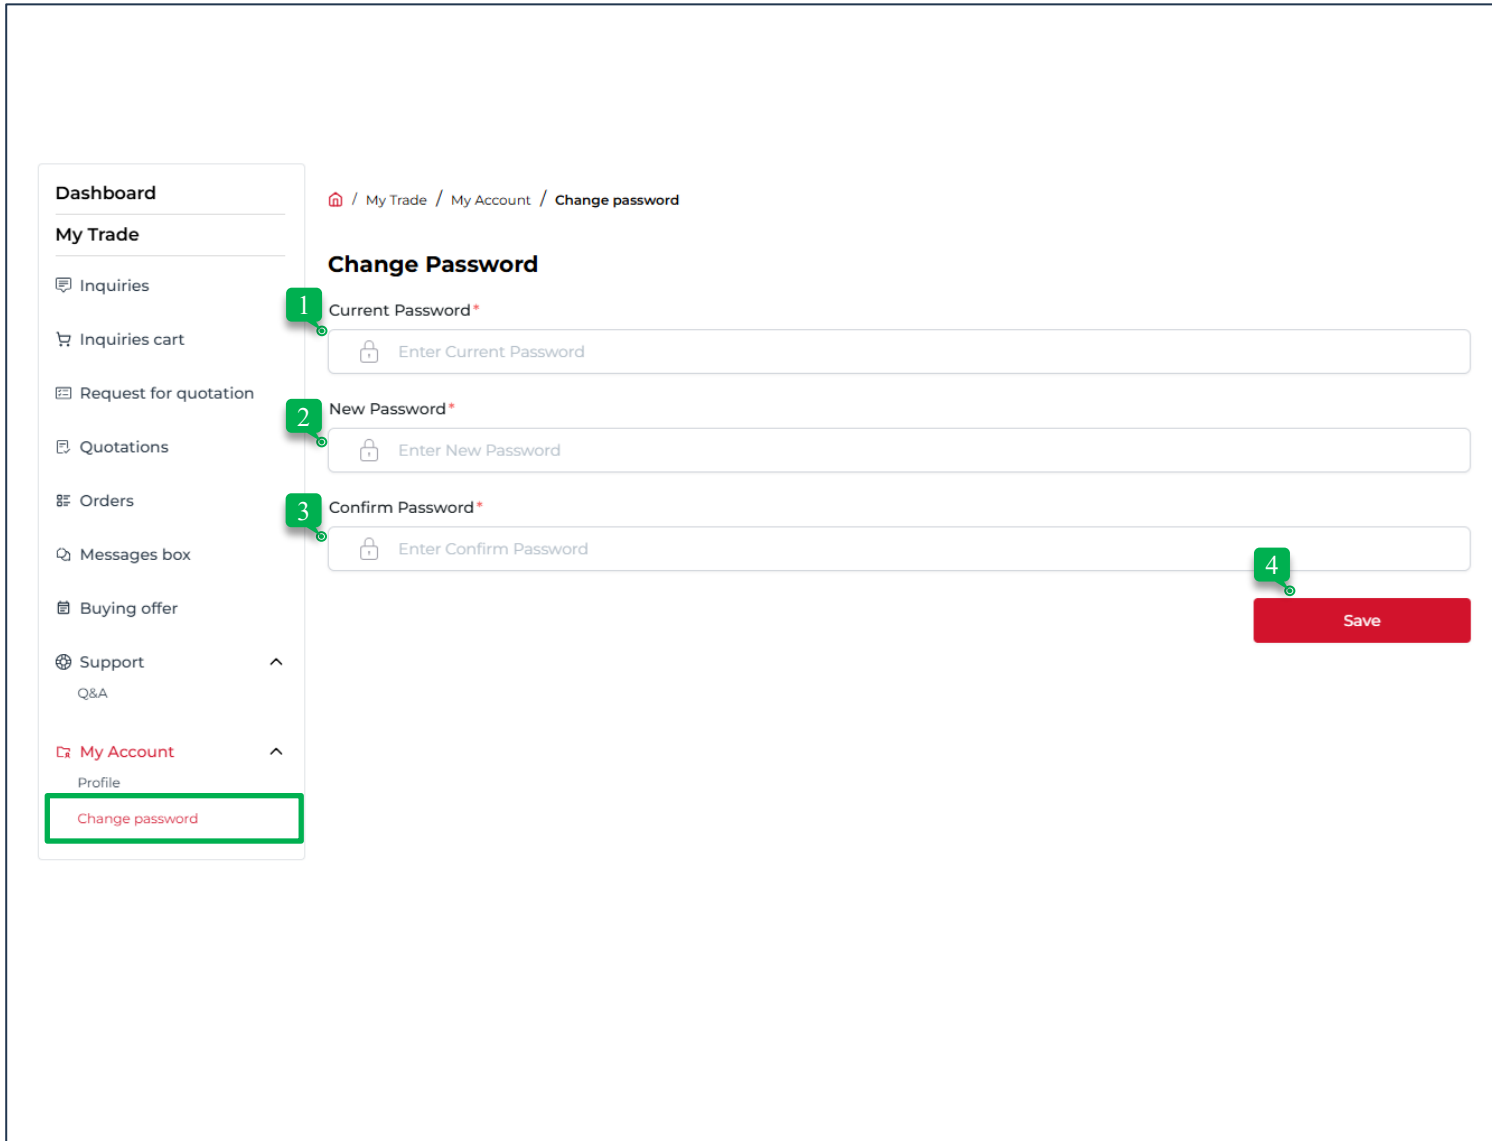 Dashboard
My Trade
Inquiries
Inquiries cart
Request for quotation
Quotations
Orders
Messages box
Buying offer
Support
Q&A
My Account
Profile
Change password
/ My Trade / My Account / Change password
Change Password
1
Current Password*
Enter Current Password
2
New Password*
Enter New Password
3
Confirm Password*
Enter Confirm Password
4
Save